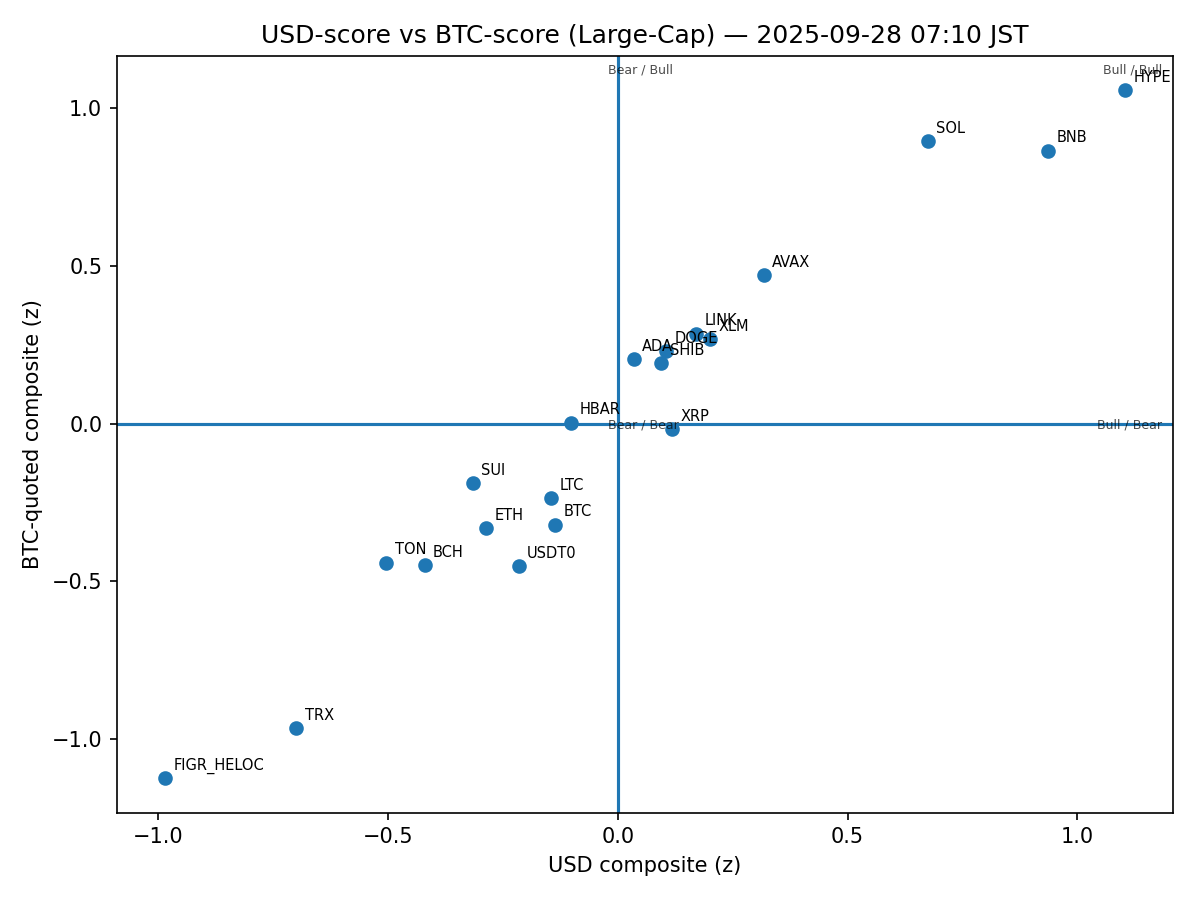 USD-score vs BTC-score (Large-Cap) — 2025-09-28 07:10 JST
Bear / Bull
Bull / Bull
HYPE
1.0
SOL
BNB
0.5
AVAX
LINK
XLM
DOGE
ADA
SHIB
HBAR
XRP
0.0
Bear / Bear
Bull / Bear
SUI
LTC
BTC
ETH
TON
BCH
USDT0
−0.5
TRX
−1.0
FIGR_HELOC
−1.0
−0.5
0.0
0.5
1.0
USD composite (z)
BTC-quoted composite (z)